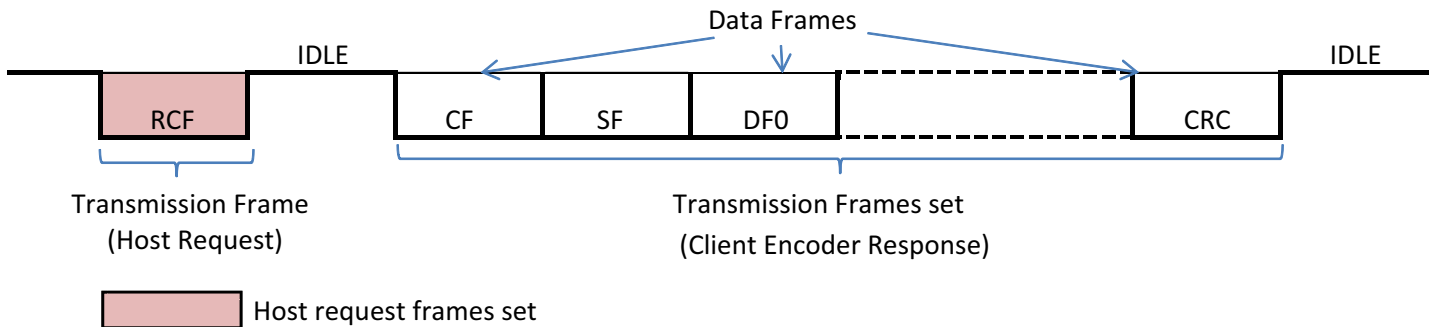 Data Frames
IDLE
IDLE
RCF
CF
SF
DF0
CRC
Transmission Frame
(Host Request)
Transmission Frames set
(Client Encoder Response)
Host request frames set